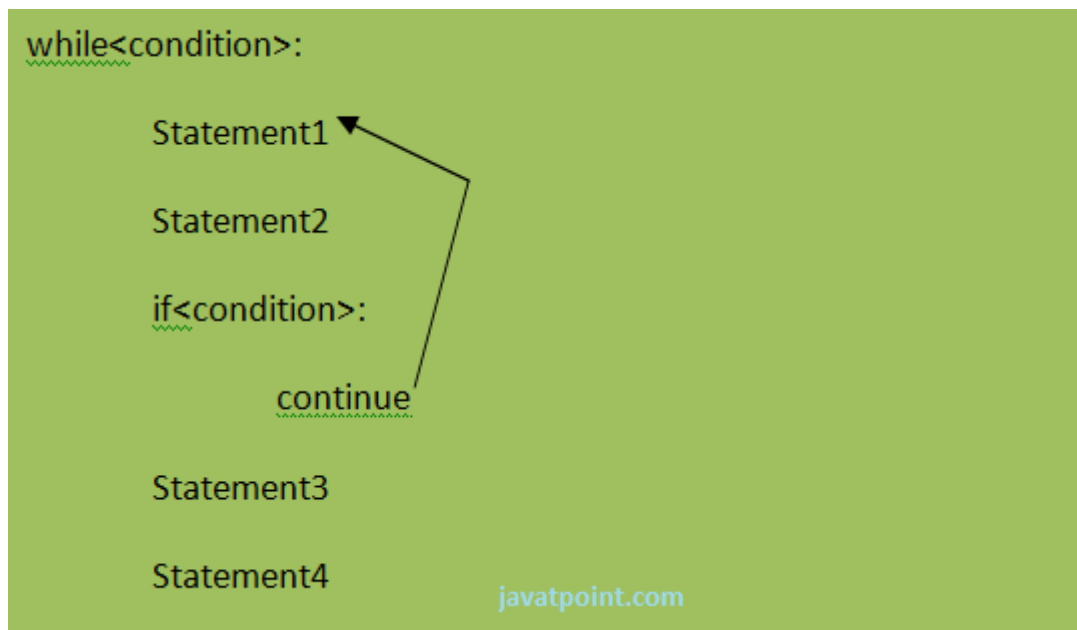 while<condition>:
Statement1
Statement2
if<condition>:
continue
Statement3
Statement4
javatpoint.com